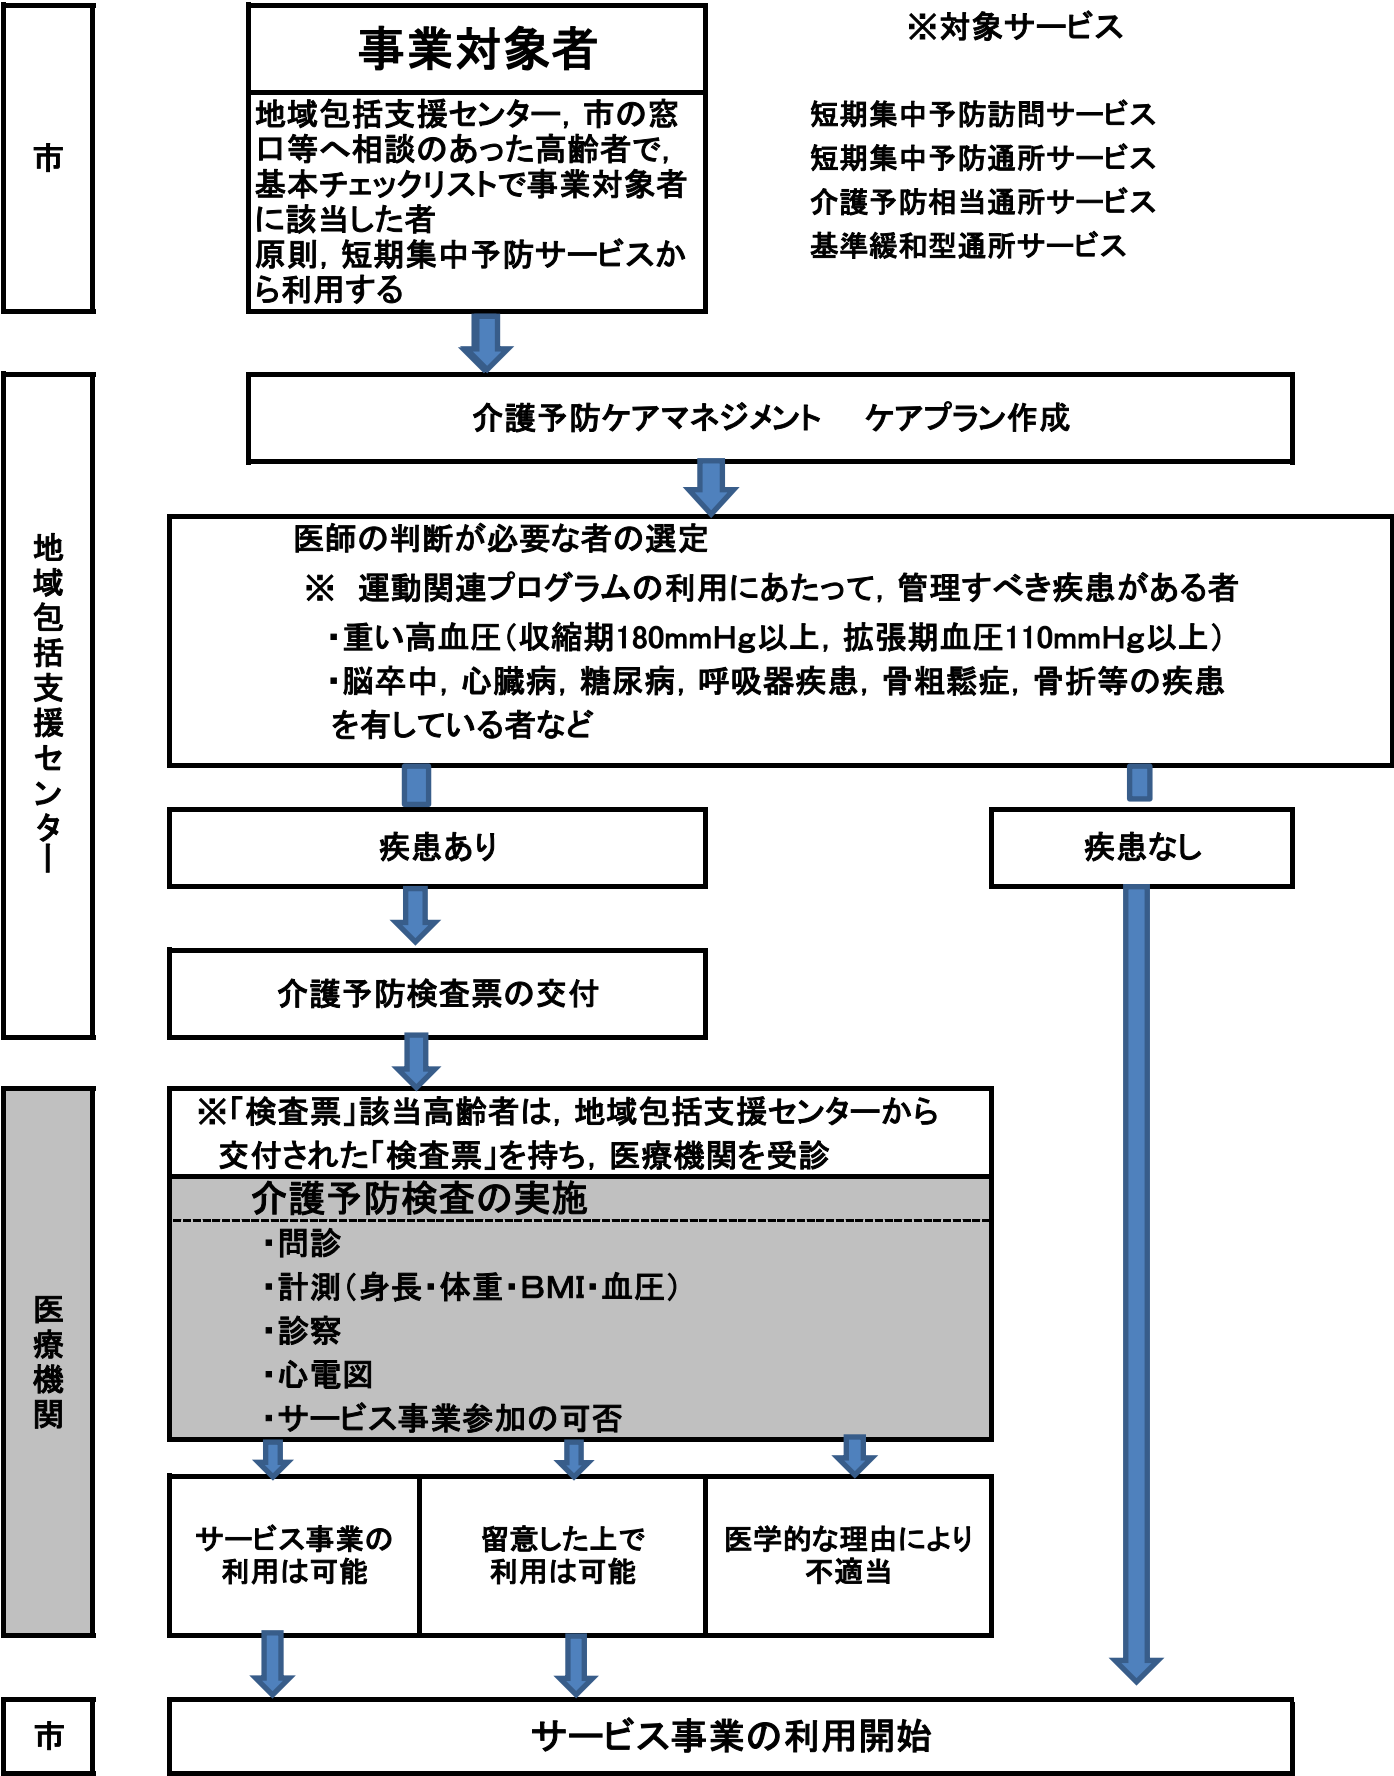 市
事業対象者
地域包括支援センター，市の窓
口等へ相談のあった高齢者で，
基本チェックリストで事業対象者
に該当した者
原則，短期集中予防サービスか
ら利用する
※対象サービス
短期集中予防訪問サービス
短期集中予防通所サービス
介護予防相当通所サービス
基準緩和型通所サービス
地域包括支援センター
介護予防ケアマネジメント　ケアプラン作成
医師の判断が必要な者の選定
※　運動関連プログラムの利用にあたって，管理すべき疾患がある者
・重い高血圧（収縮期180mmHg以上，拡張期血圧110mmHg以上）
・脳卒中，心臓病，糖尿病，呼吸器疾患，骨粗鬆症，骨折等の疾患
を有している者など
疾患あり
疾患なし
介護予防検査票の交付
医療機関
※「検査票」該当高齢者は，地域包括支援センターから
交付された「検査票」を持ち，医療機関を受診
介護予防検査の実施
・問診
・計測（身長・体重・BMI・血圧）
・診察
・心電図
・サービス事業参加の可否
サービス事業の
利用は可能
留意した上で
利用は可能
医学的な理由により
不適当
市
サービス事業の利用開始